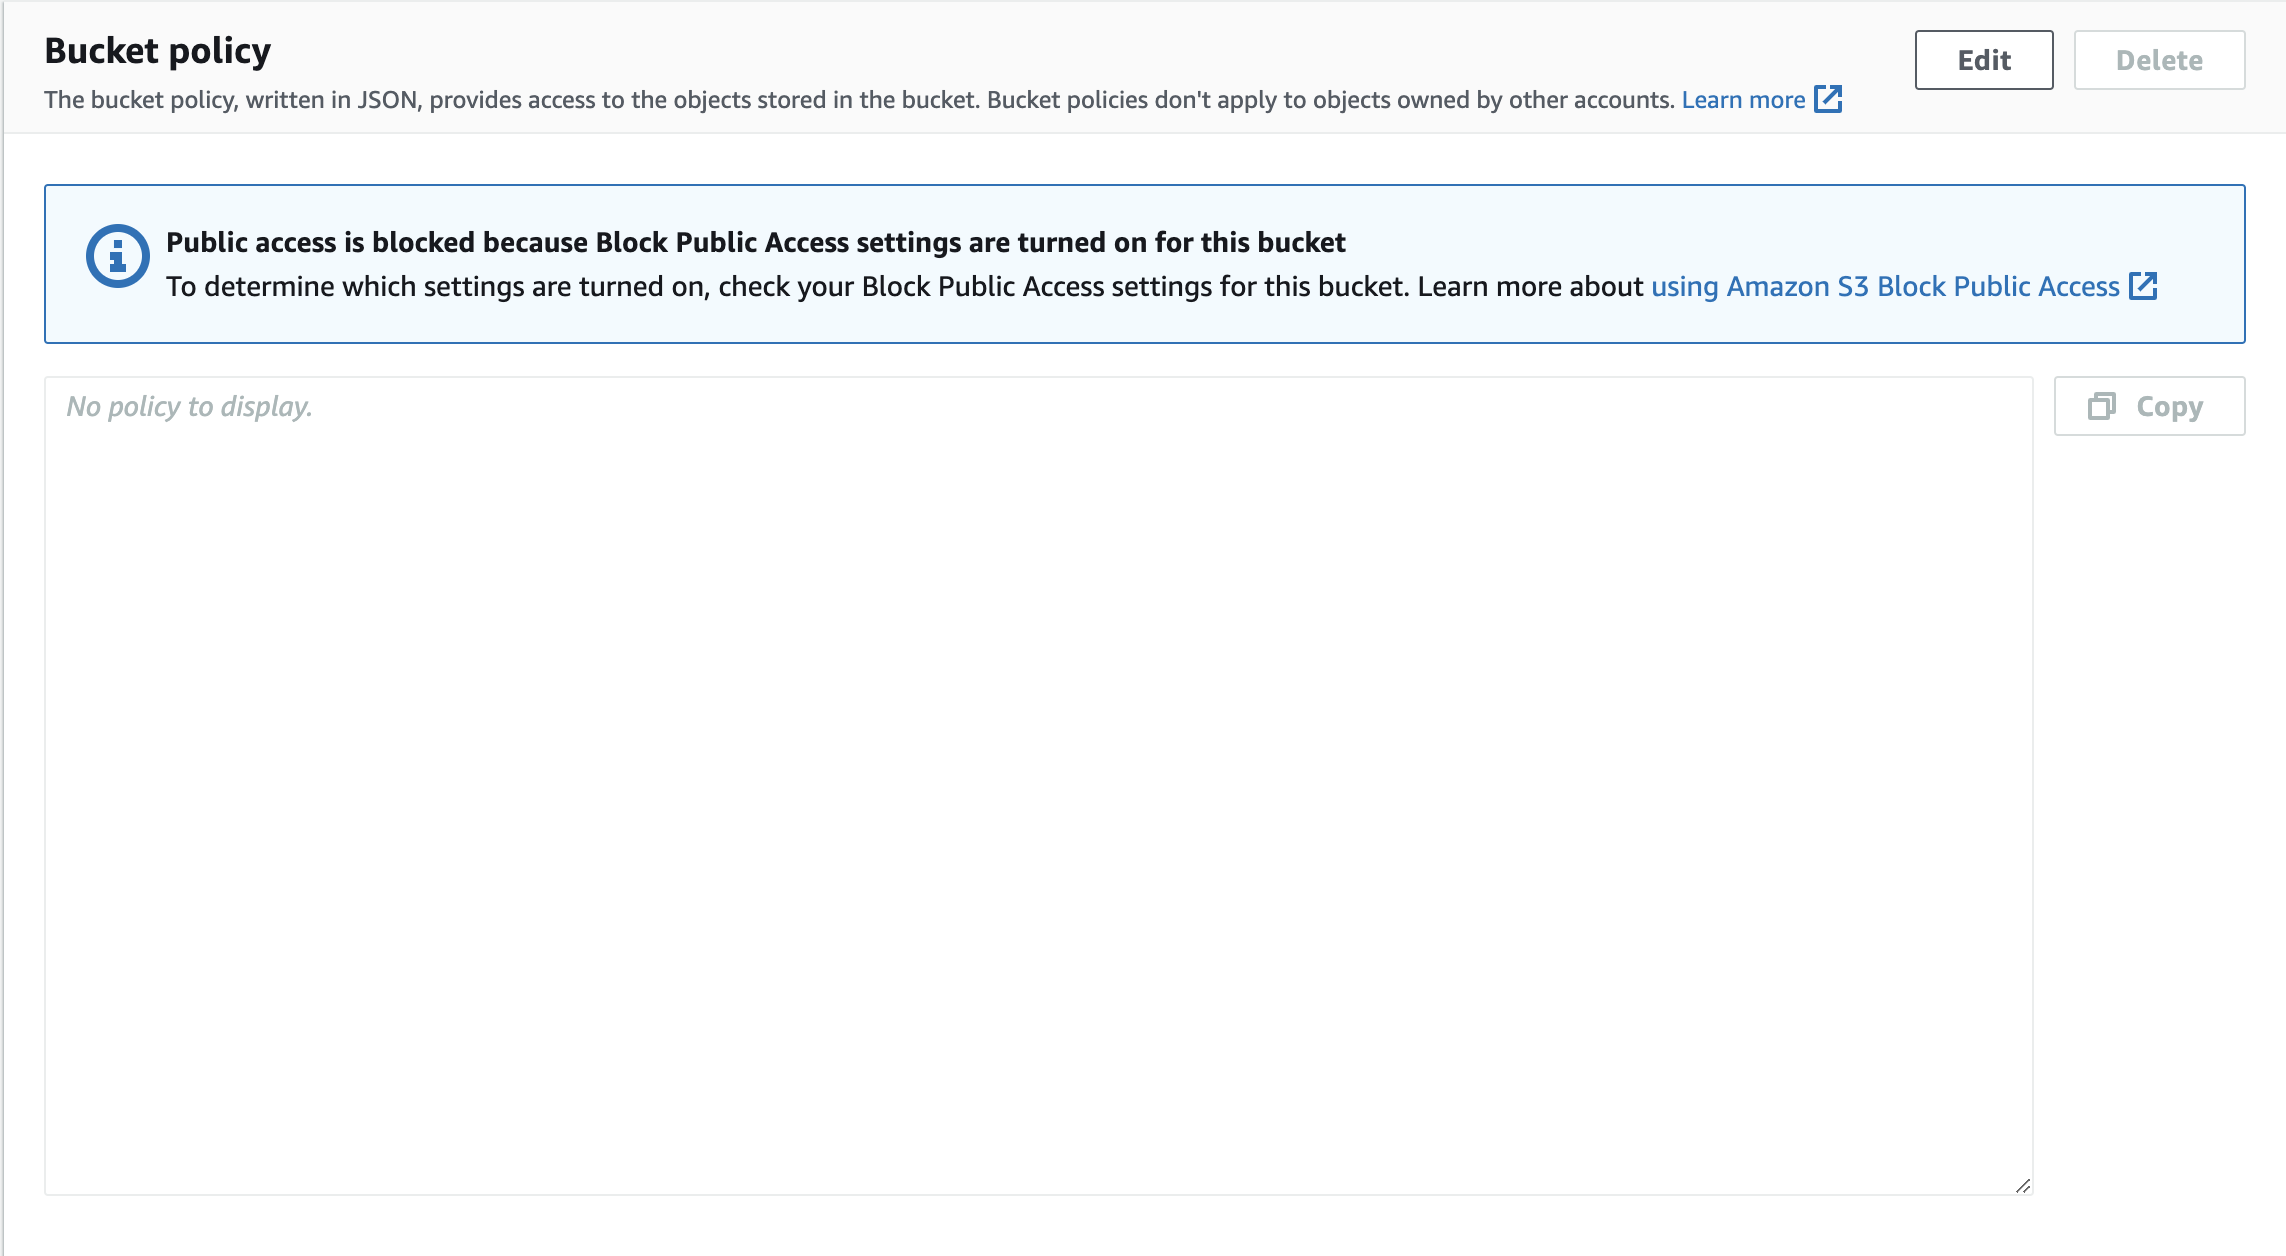 Bucket policy
Edit
Delete
The bucket policy, written in JSON, provides access to the objects stored in the bucket. Bucket policies don't apply to objects owned by other accounts. Learn more
Public access is blocked because Block Public Access settings are turned on for this bucket
To determine which settings are turned on, check your Block Public Access settings for this bucket. Learn more about using Amazon S3 Block Public Access
No policy to display.
Copy